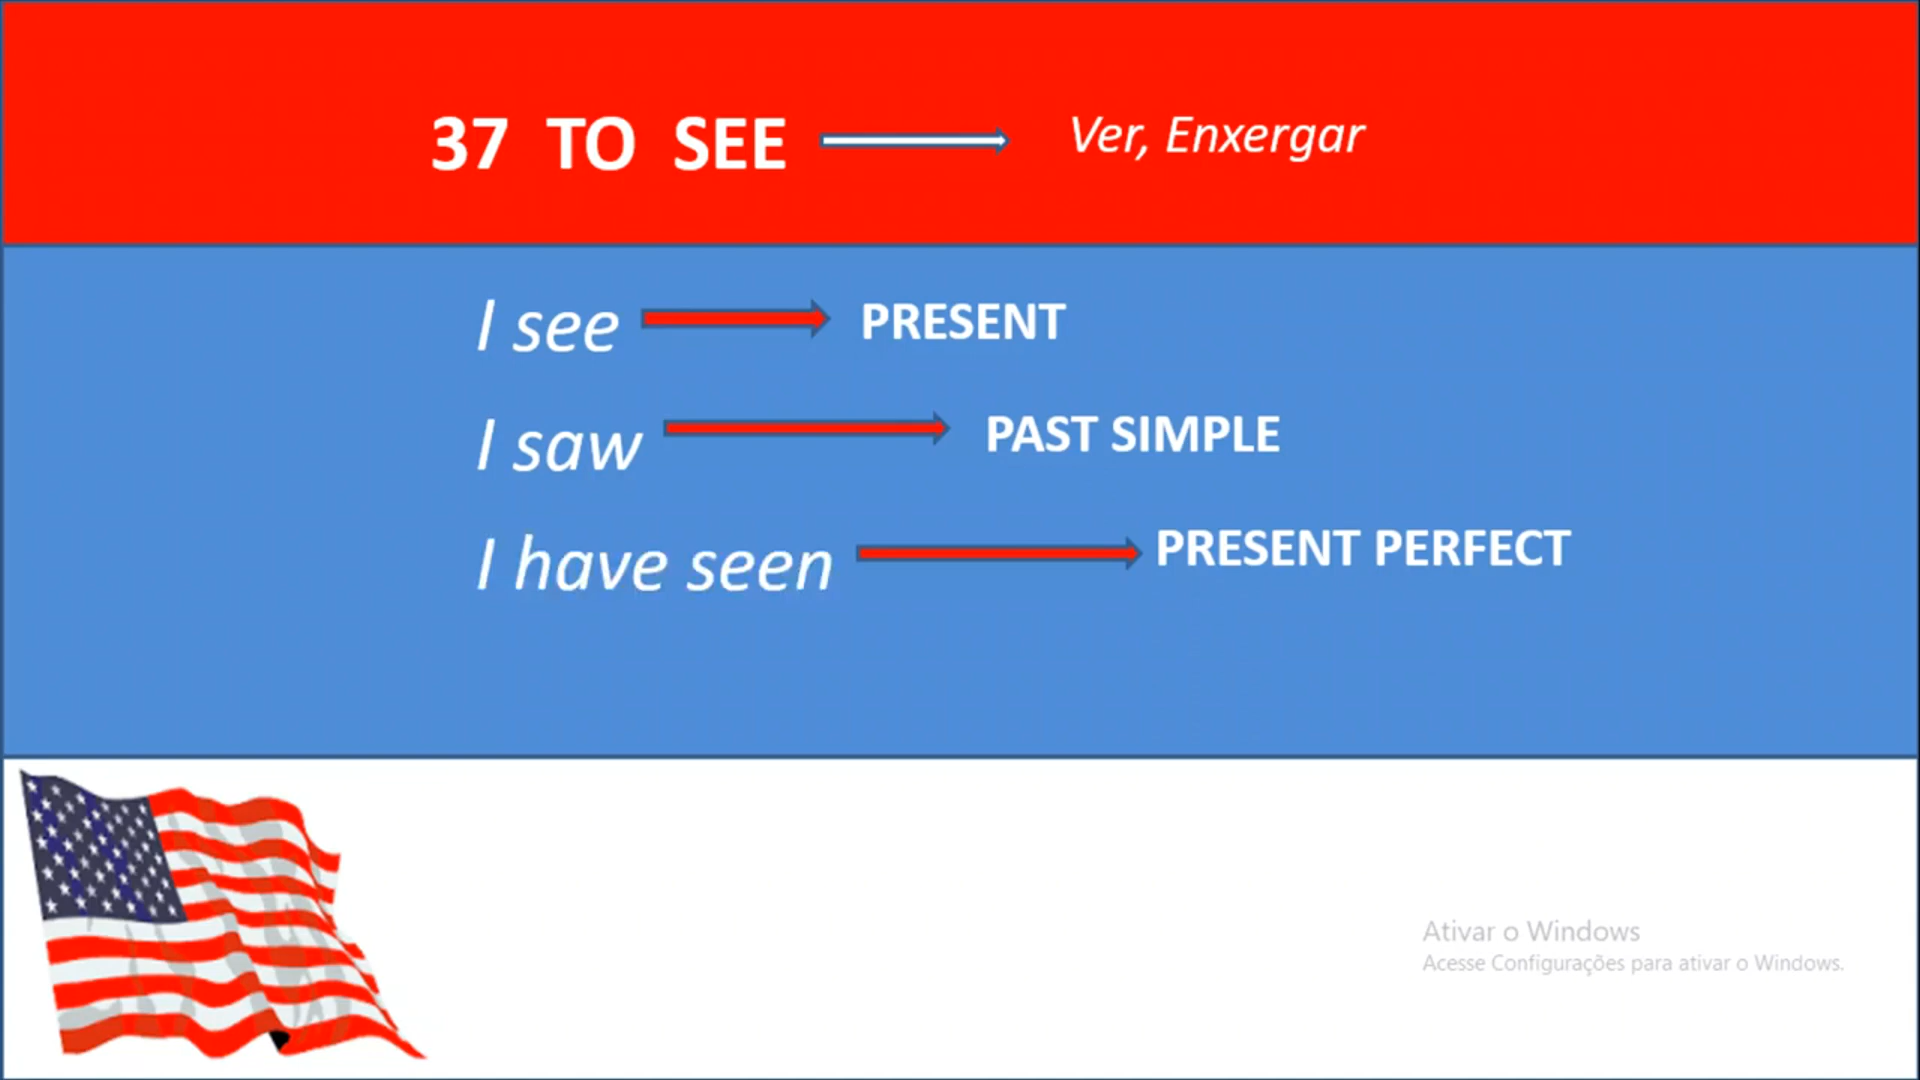 37 TO SEE Ver, Enxergar
I see PRESENT
I saw PAST SIMPLE
I have seen PRESENT PERFECT
Ativar o Windows
Acesse Configurações para ativar o Windows.